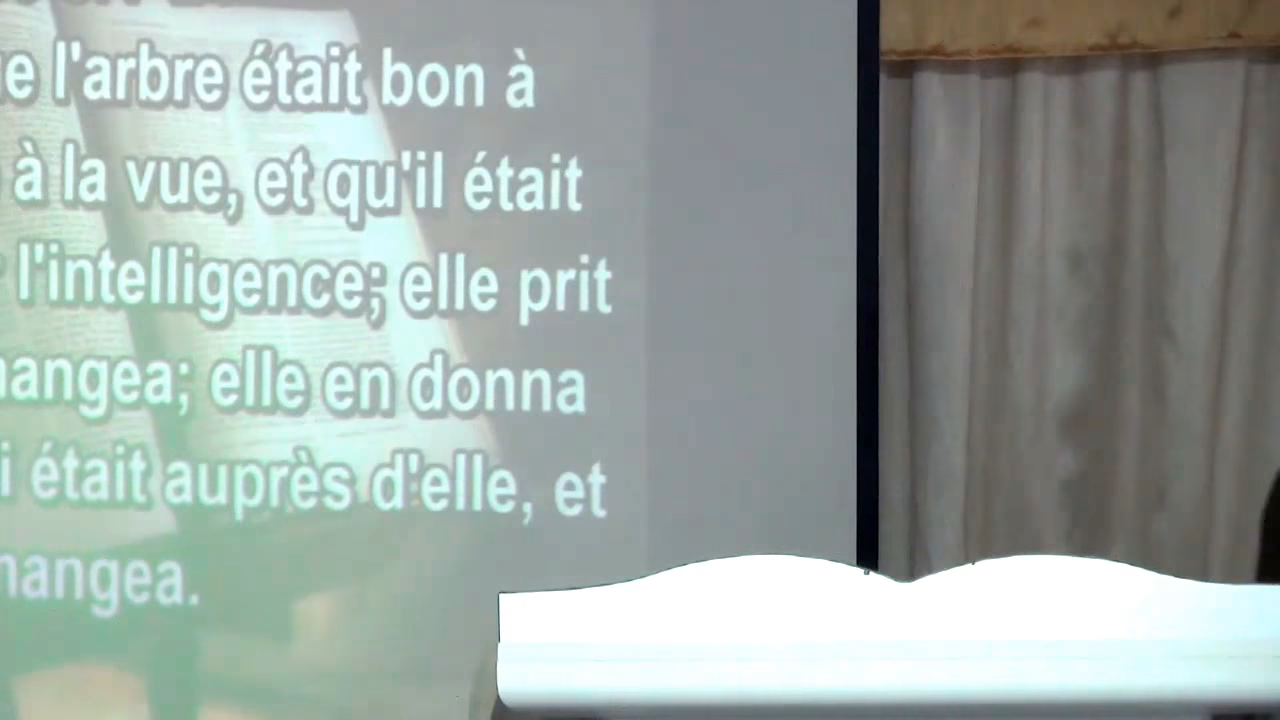 l'arbre était bon à
à la vue, et qu'il était
l'intelligence; elle prit
angea; elle en donna
était auprès d'elle, et
angea.